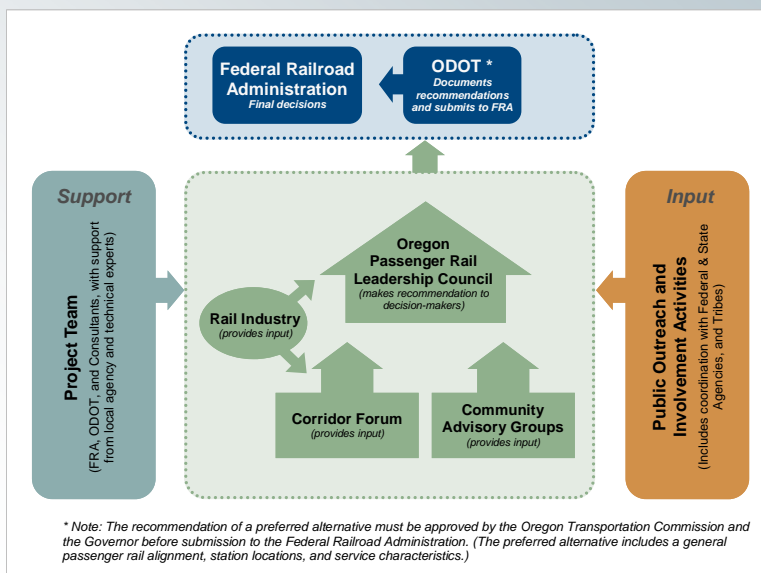 Federal Railroad
Administration
Final decisions
ODOT *
Documents
recommendations
and submits to FRA
Support
Project Team
(FRA, ODOT, and Consultants, with support
from local agency and technical experts)
Oregon
Passenger Rail
Leadership Council
(makes recommendation to
decision-makers)
Rail Industry
(provides input)
Corridor Forum
(provides input)
Community
Advisory Groups
(provides input)
Input
Public Outreach and
Involvement Activities
(Includes coordination with Federal & State
Agencies, and Tribes)
* Note: The recommendation of a preferred alternative must be approved by the Oregon Transportation Commission and
the Governor before submission to the Federal Railroad Administration. (The preferred alternative includes a general
passenger rail alignment, station locations, and service characteristics.)